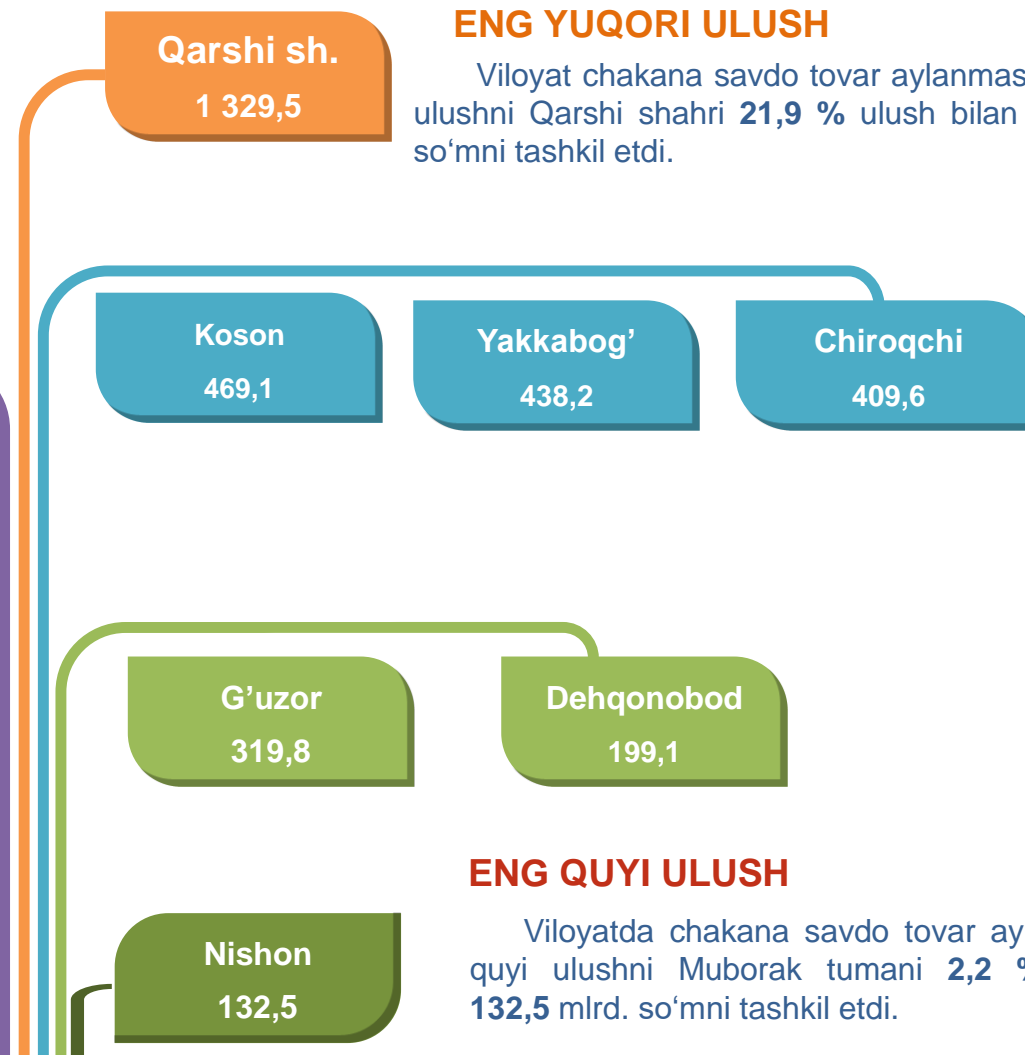 Qarshi sh.
1 329,5
ENG YUQORI ULUSH
Viloyat chakana savdo tovar aylanmas
ulushni Qarshi shahri 21,9 % ulush bilan
so‘mni tashkil etdi.
Koson
469,1
Yakkabog’
438,2
Chiroqchi
409,6
G’uzor
319,8
Dehqonobod
199,1
ENG QUYI ULUSH
Viloyatda chakana savdo tovar ay
quyi ulushni Muborak tumani 2,2 %
132,5 mlrd. so‘mni tashkil etdi.
Nishon
132,5